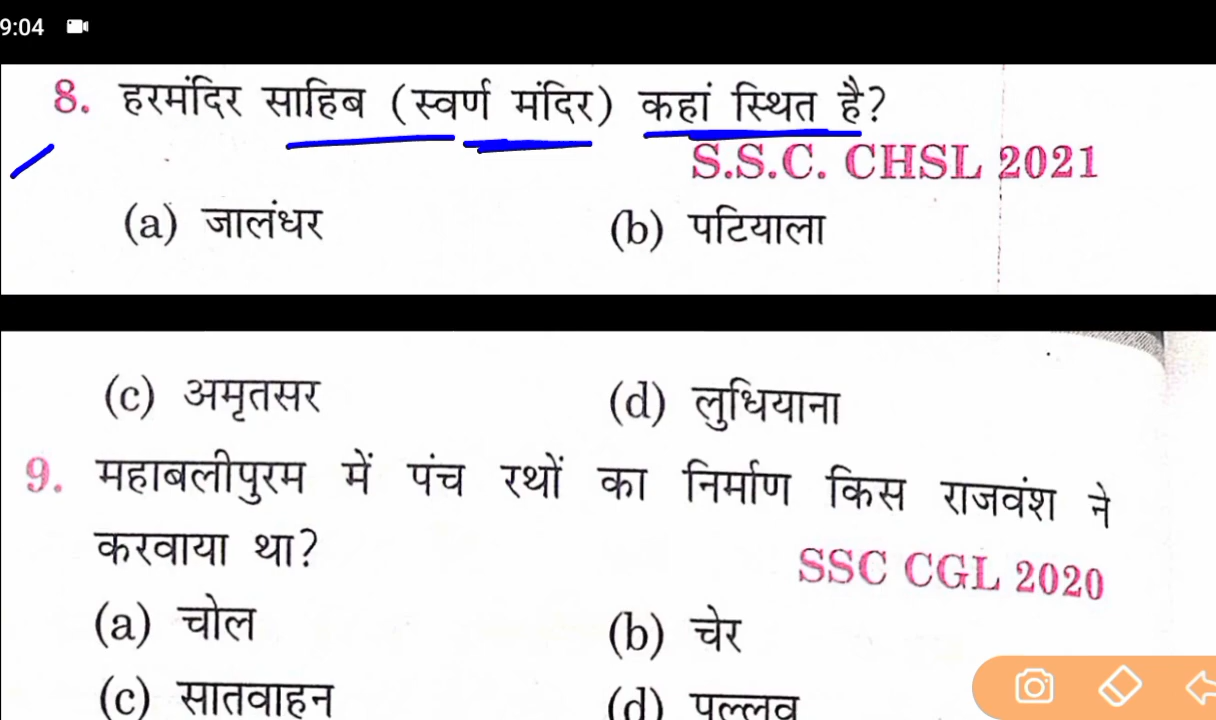 9:04
8. हरमंदिर साहिब (स्वर्ण मंदिर) कहां स्थित है?
S.S.C. CHSL 2021
(a) जालंधर (b) पटियाला
(c) अमृतसर (d) लुधियाना
9. महाबलीपुरम में पंच रथों का निर्माण किस राजवंश ने
करवाया था?
SSC CGL 2020
(a) चोल (b) चेर
(c) सातवाहन (d) पल्लव